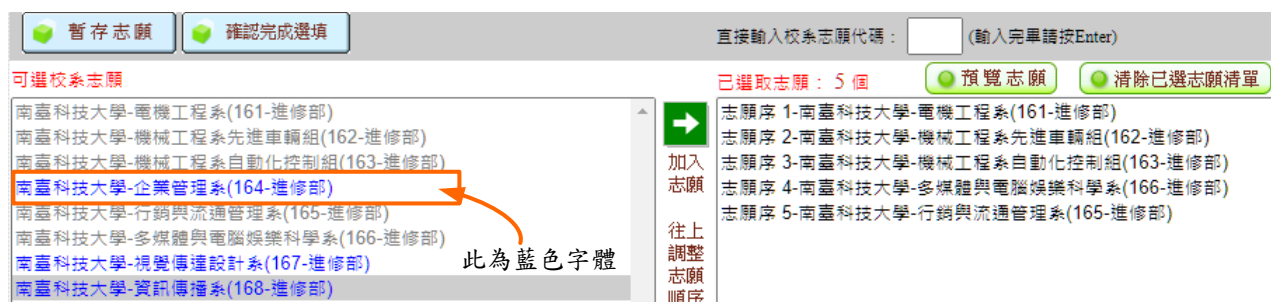 暫存志願
確認完成選填
直接輸入校系志願代碼：
(輸入完畢請按Enter)
可選校系志願
已選取志願： 5 個
預覽志願
清除已選志願清單
南臺科技大學-電機工程系(161-進修部)
南臺科技大學-機械工程系先進車輛組(162-進修部)
南臺科技大學-機械工程系自動化控制組(163-進修部)
南臺科技大學-企業管理系(164-進修部)
南臺科技大學-行銷與流通管理系(165-進修部)
南臺科技大學-多媒體與電腦娛樂科學系(166-進修部)
南臺科技大學-視覺傳達設計系(167-進修部)
南臺科技大學-資訊傳播系(168-進修部)
此為藍色字體
加入
志願
往上
調整
志願
順序
志願序 1-南臺科技大學-電機工程系(161-進修部)
志願序 2-南臺科技大學-機械工程系先進車輛組(162-進修部)
志願序 3-南臺科技大學-機械工程系自動化控制組(163-進修部)
志願序 4-南臺科技大學-多媒體與電腦娛樂科學系(166-進修部)
志願序 5-南臺科技大學-行銷與流通管理系(165-進修部)